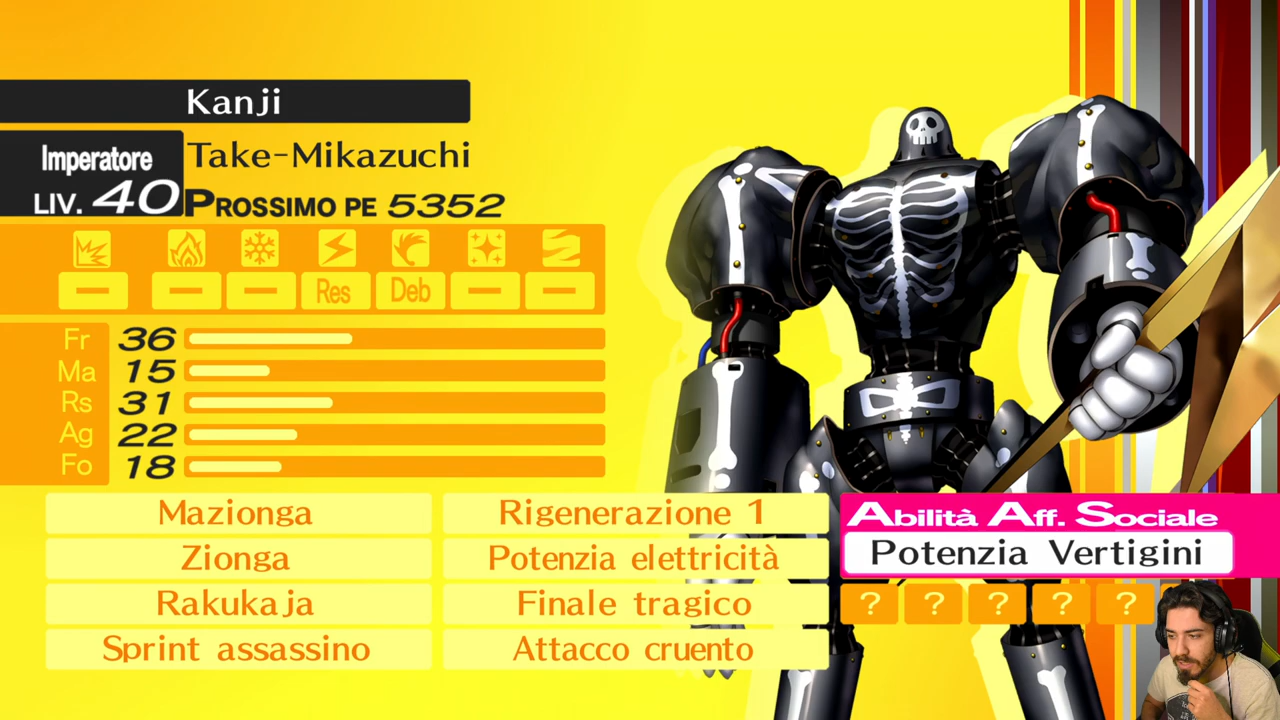 Kanji
Imperatore
Take-Mikazuchi
LIV. 40 PROSSIMO PE 5352
Res Deb
Fr 36
Ma 15
Rs 31
Ag 22
Fo 18
Mazionga Rigenerazione 1
Zionga Potenzia elettricità
Rakukaja Finale tragico
Sprint assassino Attacco cruento
Abilità Aff. Sociale
Potenzia Vertigini
? ? ? ? ?